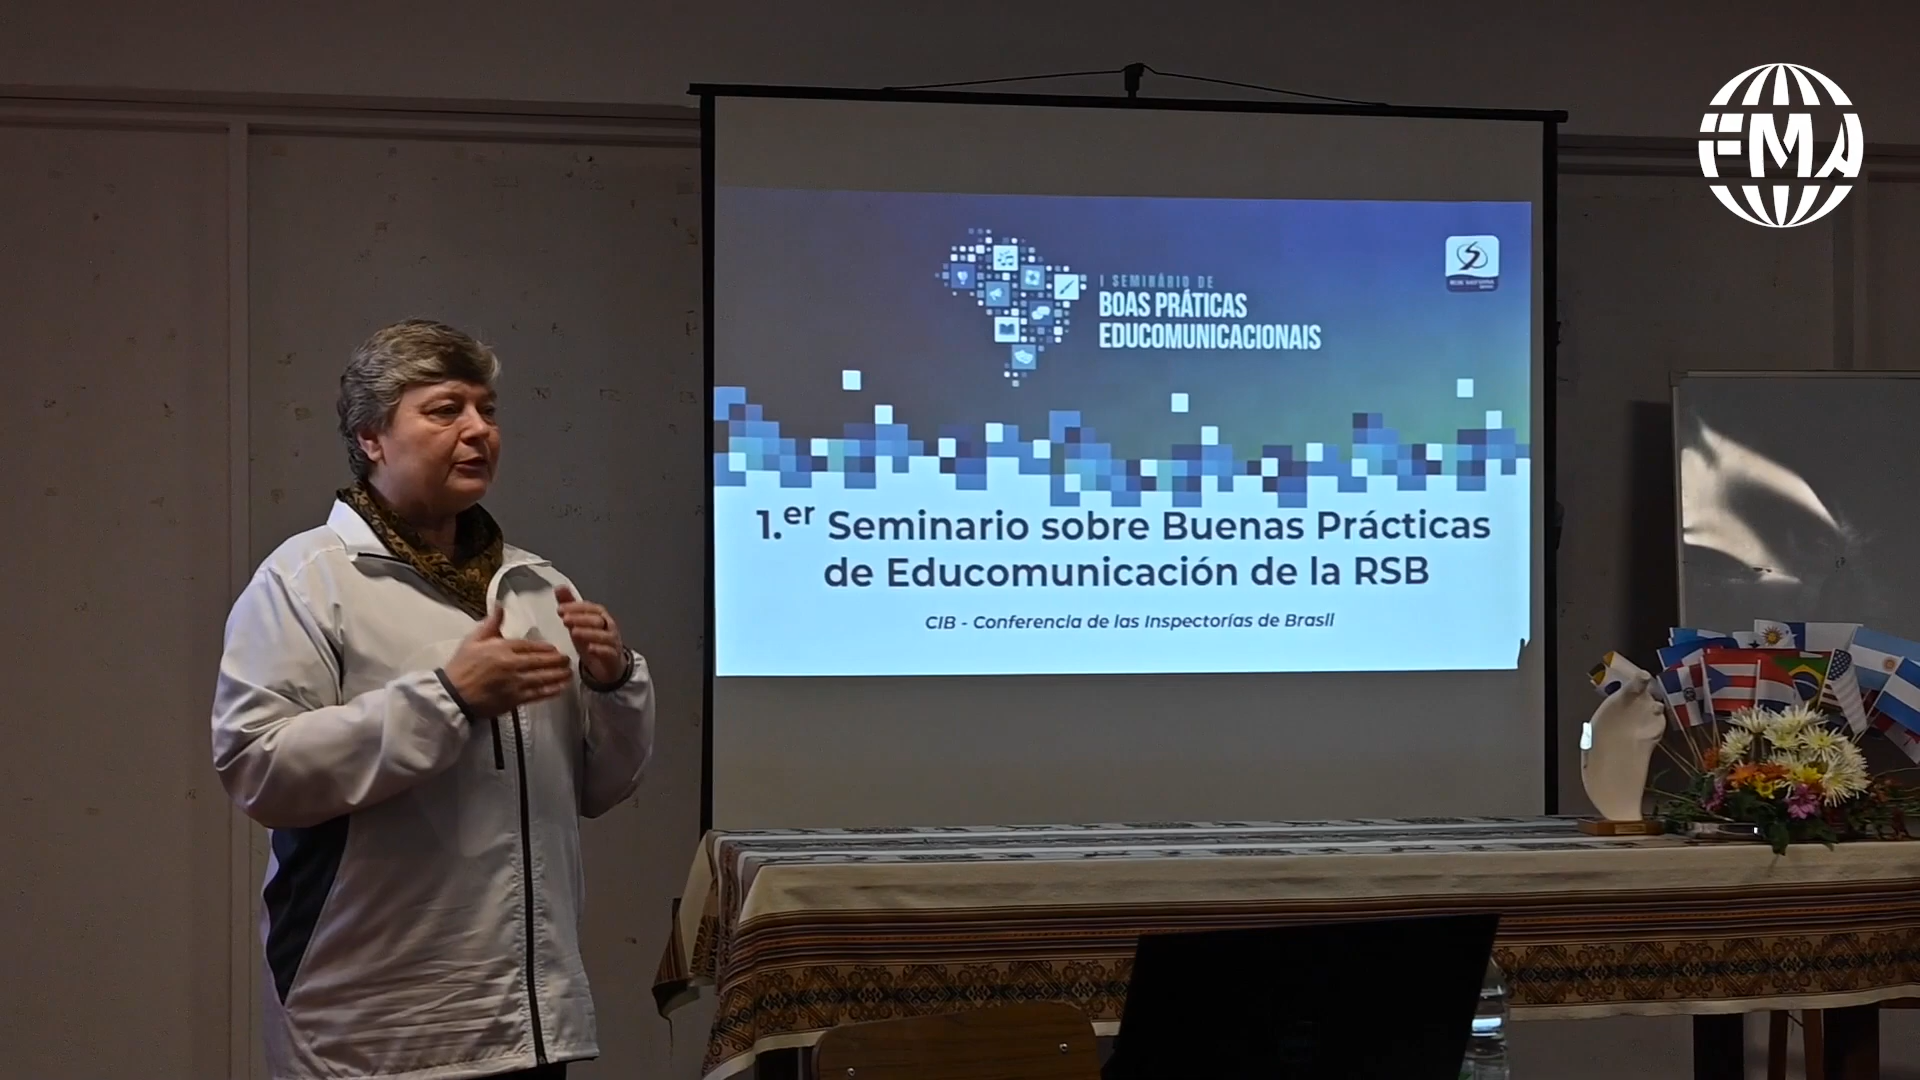 FMA
I SEMINÁRIO DE
BOAS PRÁTICAS
EDUCOMUNICACIONAIS
1.er Seminario sobre Buenas Prácticas
de Educomunicación de la RSB
CIB - Conferencia de las Inspectorías de Brasil